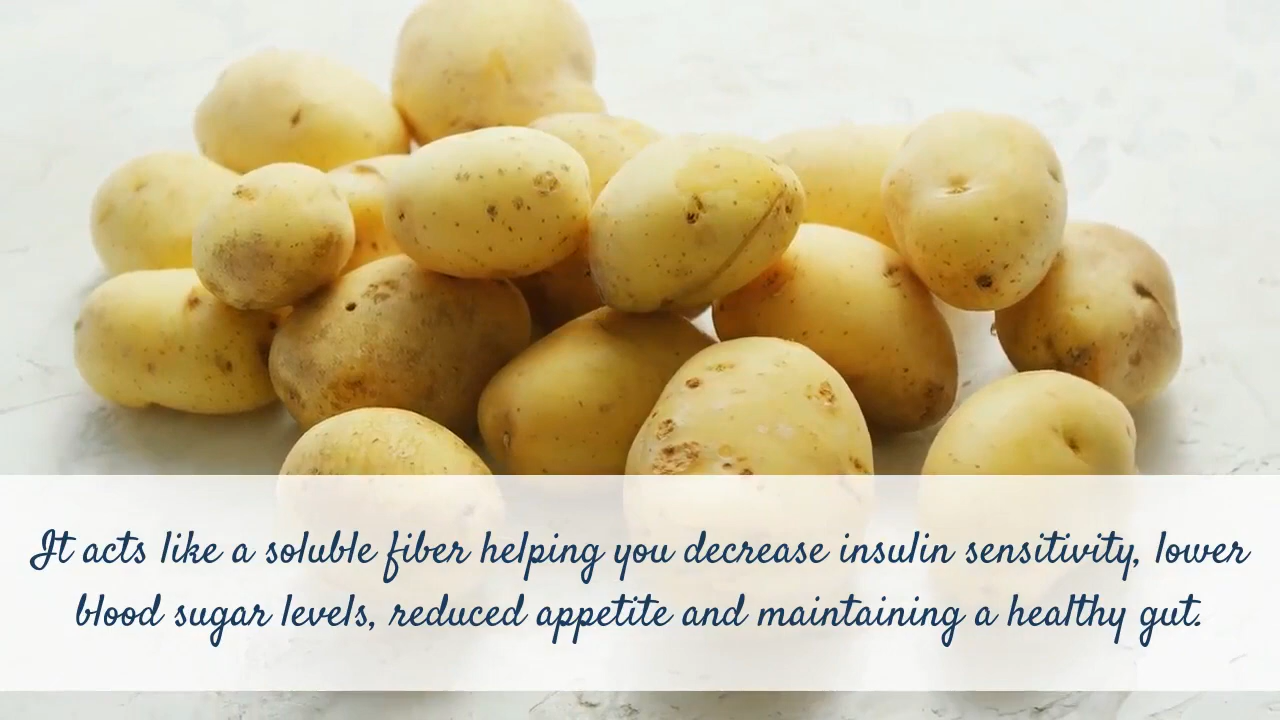 It acts like a soluble fiber helping you decrease insulin sensitivity, lower
blood sugar levels, reduced appetite and maintaining a healthy gut.